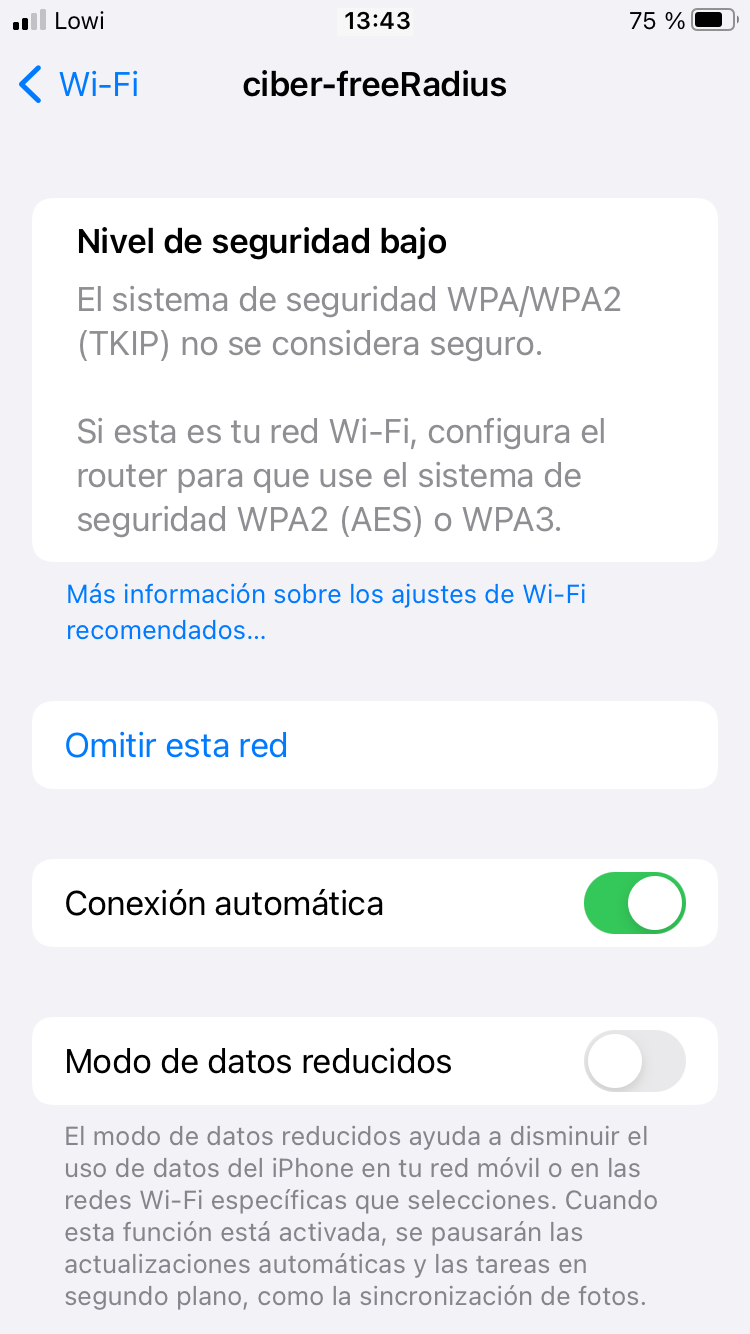 Lowi 13:43 75 %
Wi-Fi ciber-freeRadius
Nivel de seguridad bajo
El sistema de seguridad WPA/WPA2
(TKIP) no se considera seguro.
Si esta es tu red Wi-Fi, configura el
router para que use el sistema de
seguridad WPA2 (AES) o WPA3.
Más información sobre los ajustes de Wi-Fi
recomendados...
Omitir esta red
Conexión automática
Modo de datos reducidos
El modo de datos reducidos ayuda a disminuir el
uso de datos del iPhone en tu red móvil o en las
redes Wi-Fi específicas que selecciones. Cuando
esta función está activada, se pausarán las
actualizaciones automáticas y las tareas en
segundo plano, como la sincronización de fotos.